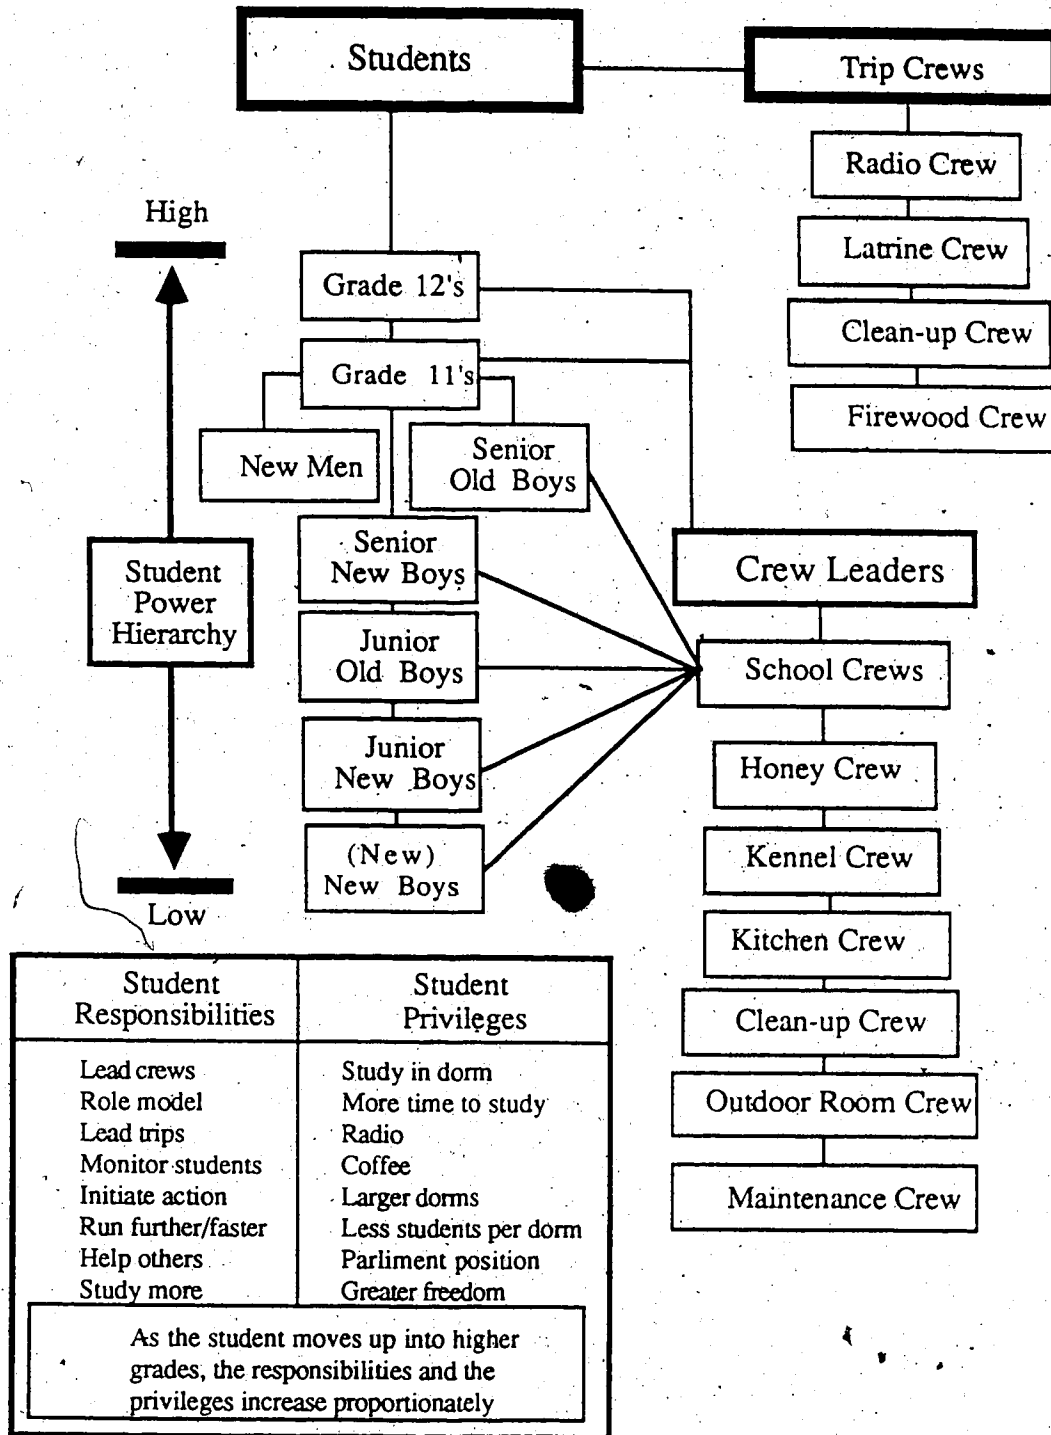 Students
Trip Crews
Radio Crew
Latrine Crew
Clean-up Crew
Firewood Crew
High
Grade 12's
Grade 11's
New Men
Senior
Old Boys
Senior
New Boys
Junior
Old Boys
Junior
New Boys
(New)
New Boys
Student
Power
Hierarchy
Low
Crew Leaders
School Crews
Honey Crew
Kennel Crew
Kitchen Crew
Clean-up Crew
Outdoor Room Crew
Maintenance Crew
Student
Responsibilities
Lead crews
Role model
Lead trips
Monitor students
Initiate action
Run further/faster
Help others
Study more
Student
Privileges
Study in dorm
More time to study
Radio
Coffee
Larger dorms
Less students per dorm
Parliment position
Greater freedom
As the student moves up into higher
grades, the responsibilities and the
privileges increase proportionately